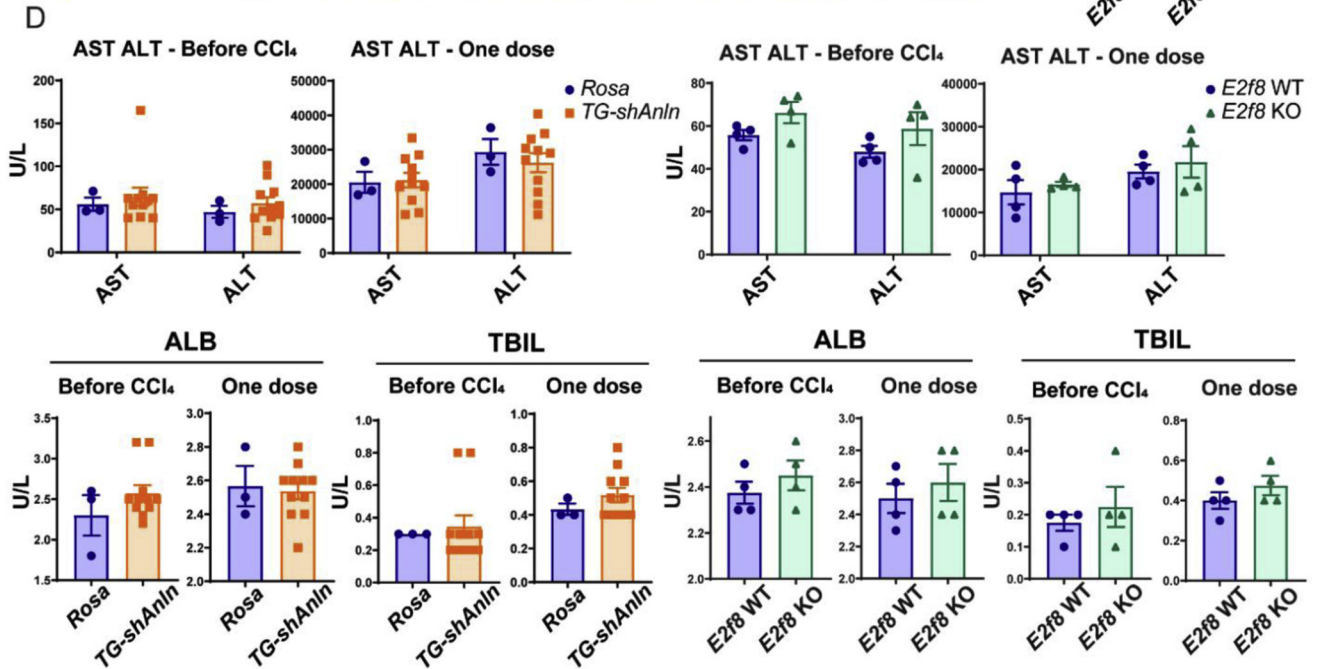 D
E2f8
E2f8
AST ALT - Before CCl₄
AST ALT - One dose
Rosa
TG-shAnln
U/L
200
150
100
50
0
AST
ALT
50000
40000
30000
20000
10000
0
AST
ALT
AST ALT - Before CCl₄
AST ALT - One dose
E2f8 WT
E2f8 KO
U/L
80
60
40
20
0
AST
ALT
40000
30000
20000
10000
0
AST
ALT
ALB
Before CCl₄
One dose
U/L
3.5
3.0
2.5
2.0
1.5
Rosa
TG-shAnln
3.0
2.8
2.6
2.4
2.2
2.0
Rosa
TG-shAnln
TBIL
Before CCl₄
One dose
U/L
1.0
0.8
0.6
0.4
0.2
0.0
Rosa
TG-shAnln
1.0
0.8
0.6
0.4
0.2
0.0
Rosa
TG-shAnln
ALB
Before CCl₄
One dose
U/L
2.6
2.4
2.2
2.0
E2f8 WT
E2f8 KO
U/L
3.0
2.8
2.6
2.4
2.2
2.0
E2f8 WT
E2f8 KO
TBIL
Before CCl₄
One dose
U/L
0.5
0.4
0.3
0.2
0.1
0.0
E2f8 WT
E2f8 KO
0.8
0.6
0.4
0.2
0.0
E2f8 WT
E2f8 KO